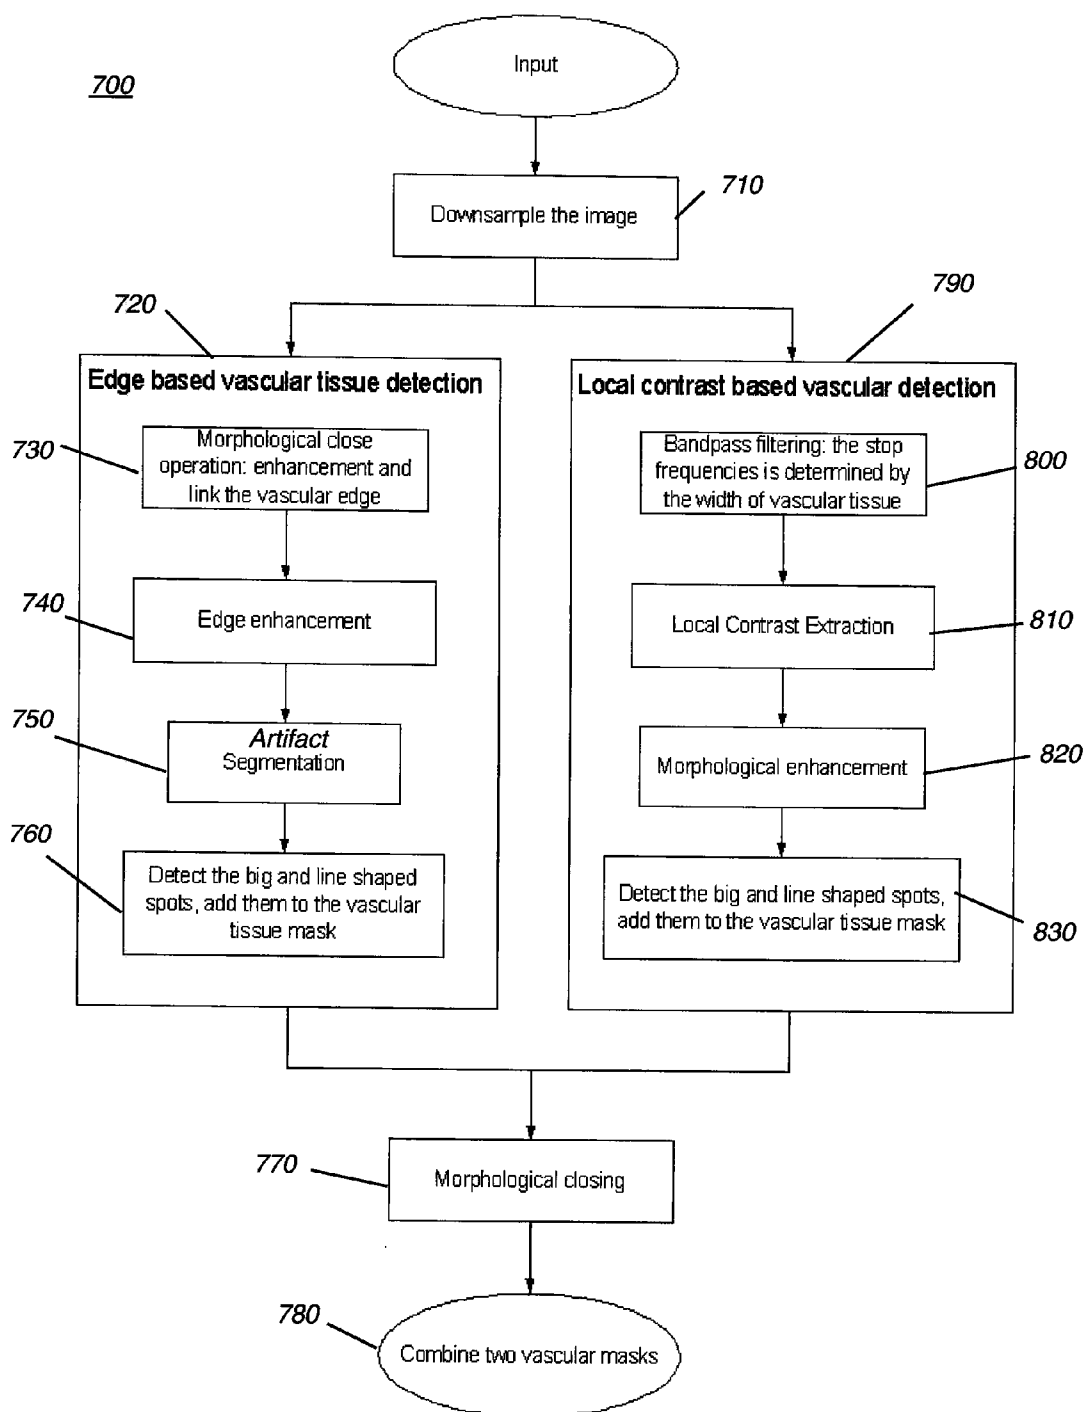 700
Input
710
Downsample the image
720
790
Edge based vascular tissue detection
730
Morphological close
operation: enhancement and
link the vascular edge
740
Edge enhancement
750
Artifact
Segmentation
760
Detect the big and line shaped
spots, add them to the vascular
tissue mask
Local contrast based vascular detection
Bandpass filtering: the stop
frequencies is determined by
the width of vascular tissue
800
Local Contrast Extraction
810
Morphological enhancement
820
Detect the big and line shaped spots,
add them to the vascular tissue mask
830
770
Morphological closing
780
Combine two vascular masks